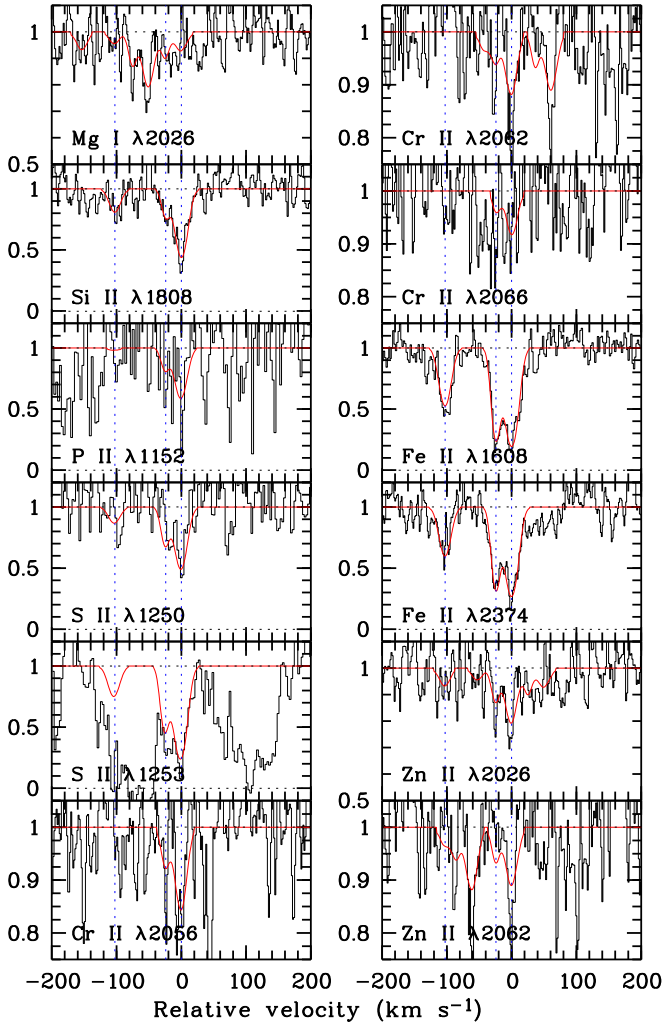 1
Mg I λ2026
0.5
1
0.5
0
Si II λ1808
1
0.5
0
P II λ1152
1
0.5
0
S II λ1250
1
0.5
0
S II λ1253
1
0.9
0.8
Cr II λ2056
-200 -100 0 100 200
1
0.9
0.8
Cr II λ2062
1
0.9
0.8
Cr II λ2066
1
0.5
0
Fe II λ1608
1
0.5
0
Fe II λ2374
1
Zn II λ2026
0.5
1
0.9
0.8
Zn II λ2062
-200 -100 0 100 200
Relative velocity (km s⁻¹)